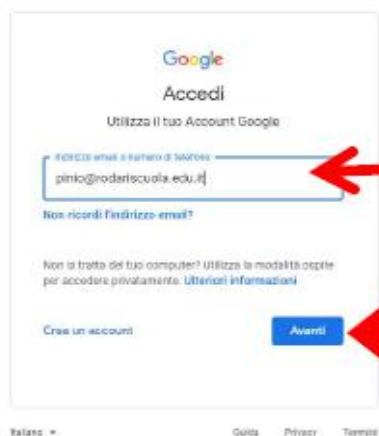 Google
Accedi
Utilizza il tuo Account Google
Indirizzo email o numero di telefono
pinio@rodariscuola.edu.it
Non ricordi l'indirizzo email?
Non si tratta del tuo computer? Utilizza la modalità ospite
per accedere privatamente. Ulteriori informazioni
Crea un account
Avanti
Italiano
Guida Privacy Termini